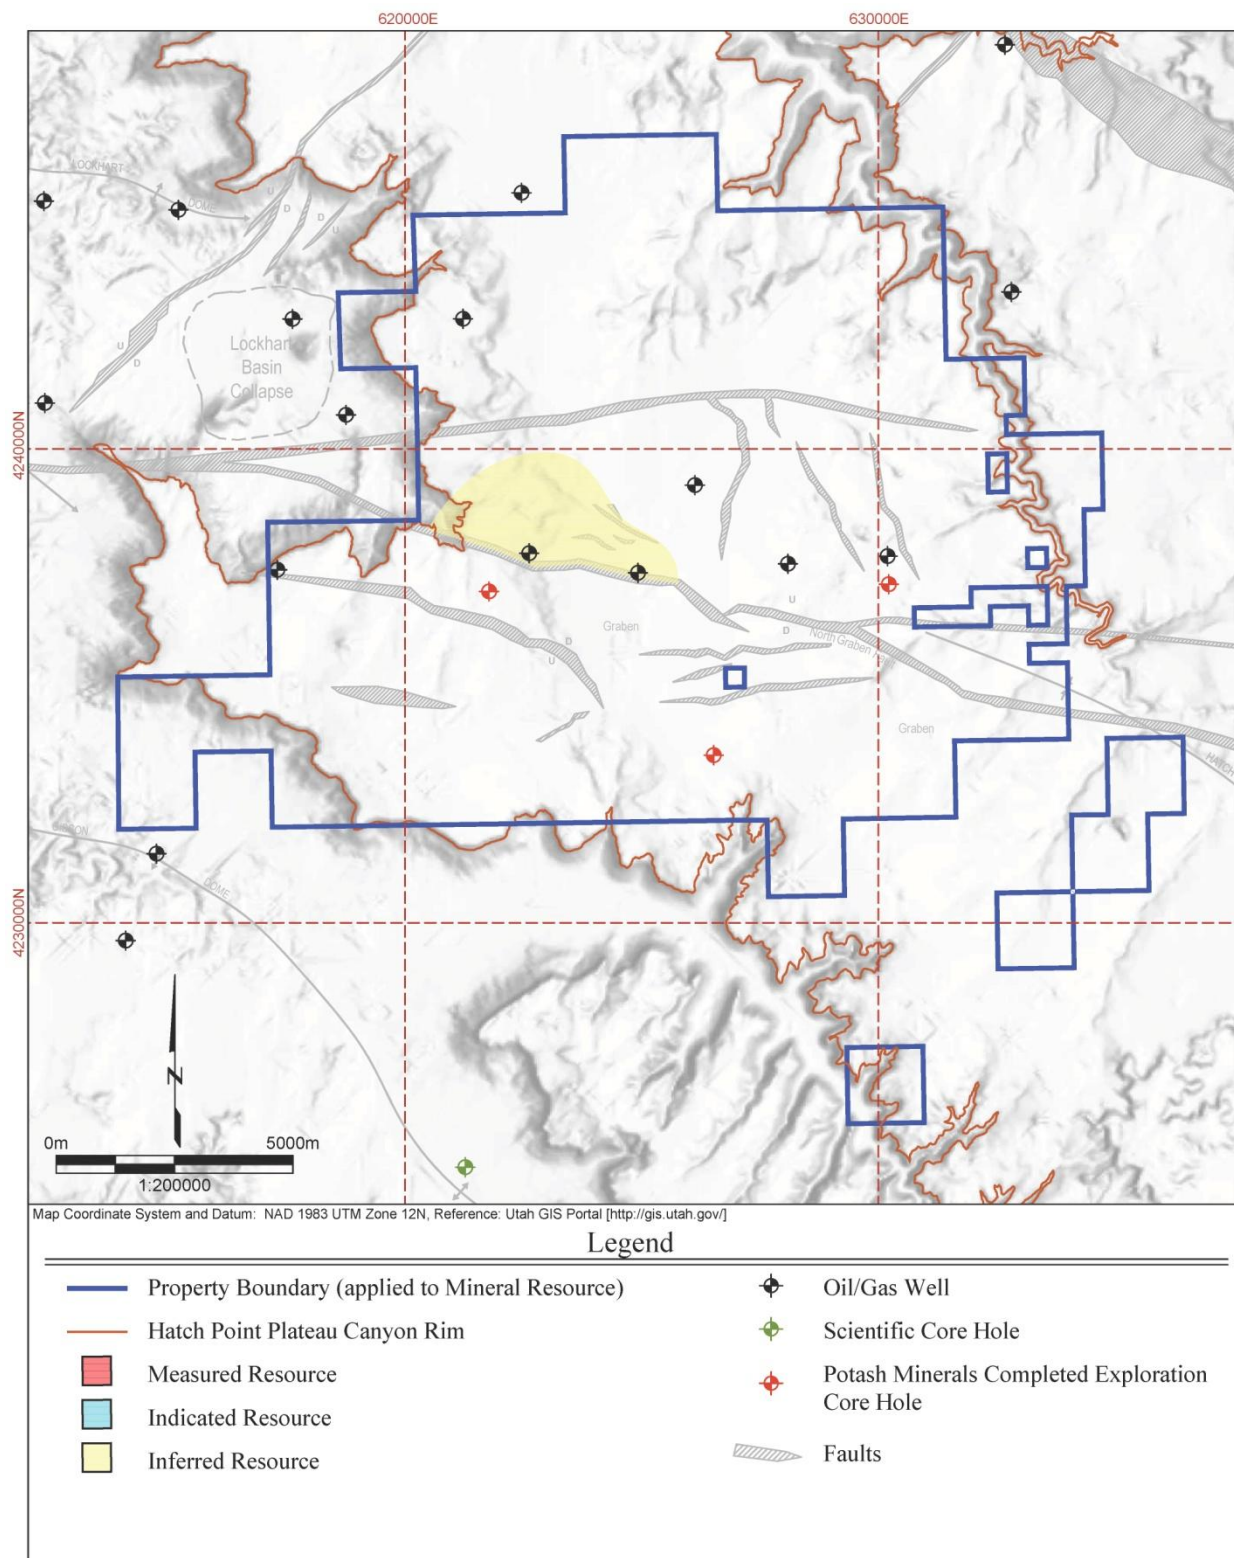 620000E
630000E
LOCKHART
DOME
U
D
D
U
U
D
Lockhart
Basin
Collapse
4240000N
U
D
Graben
D
U
North Graben
Graben
HATCH
DOME
4230000N
N
0m
5000m
1:200000
Map Coordinate System and Datum: NAD 1983 UTM Zone 12N, Reference: Utah GIS Portal [http://gis.utah.gov/]
Legend
Property Boundary (applied to Mineral Resource)
Hatch Point Plateau Canyon Rim
Measured Resource
Indicated Resource
Inferred Resource
Oil/Gas Well
Scientific Core Hole
Potash Minerals Completed Exploration
Core Hole
Faults